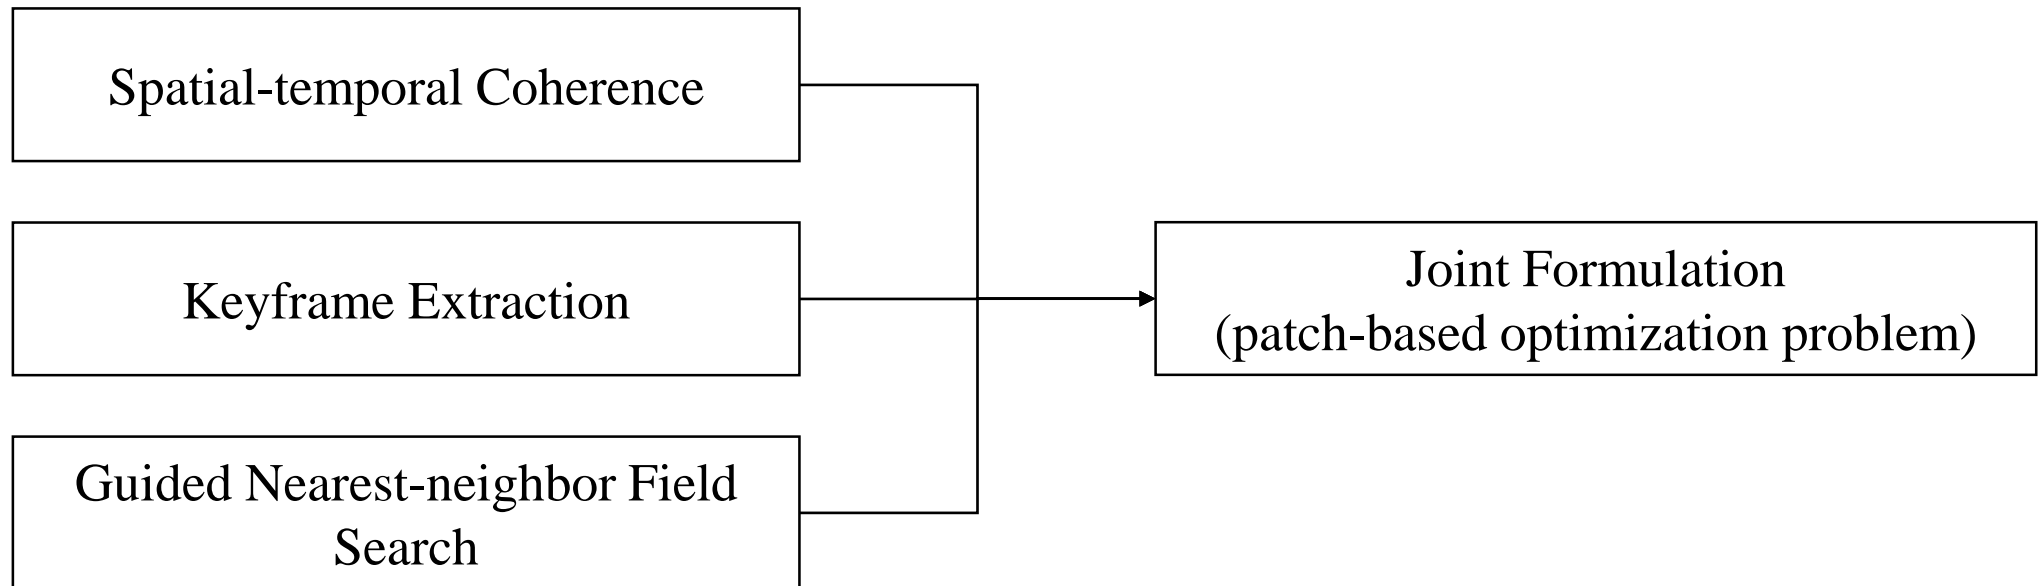 Spatial-temporal Coherence
Keyframe Extraction
Joint Formulation
(patch-based optimization problem)
Guided Nearest-neighbor Field
Search